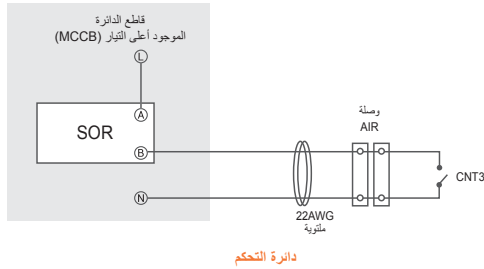 قاطع الدائرة
الموجود أعلى التيار (MCCB)
L
A
SOR
B
N
وصلة
AIR
CNT3
22AWG
ملتوية
دائرة التحكم